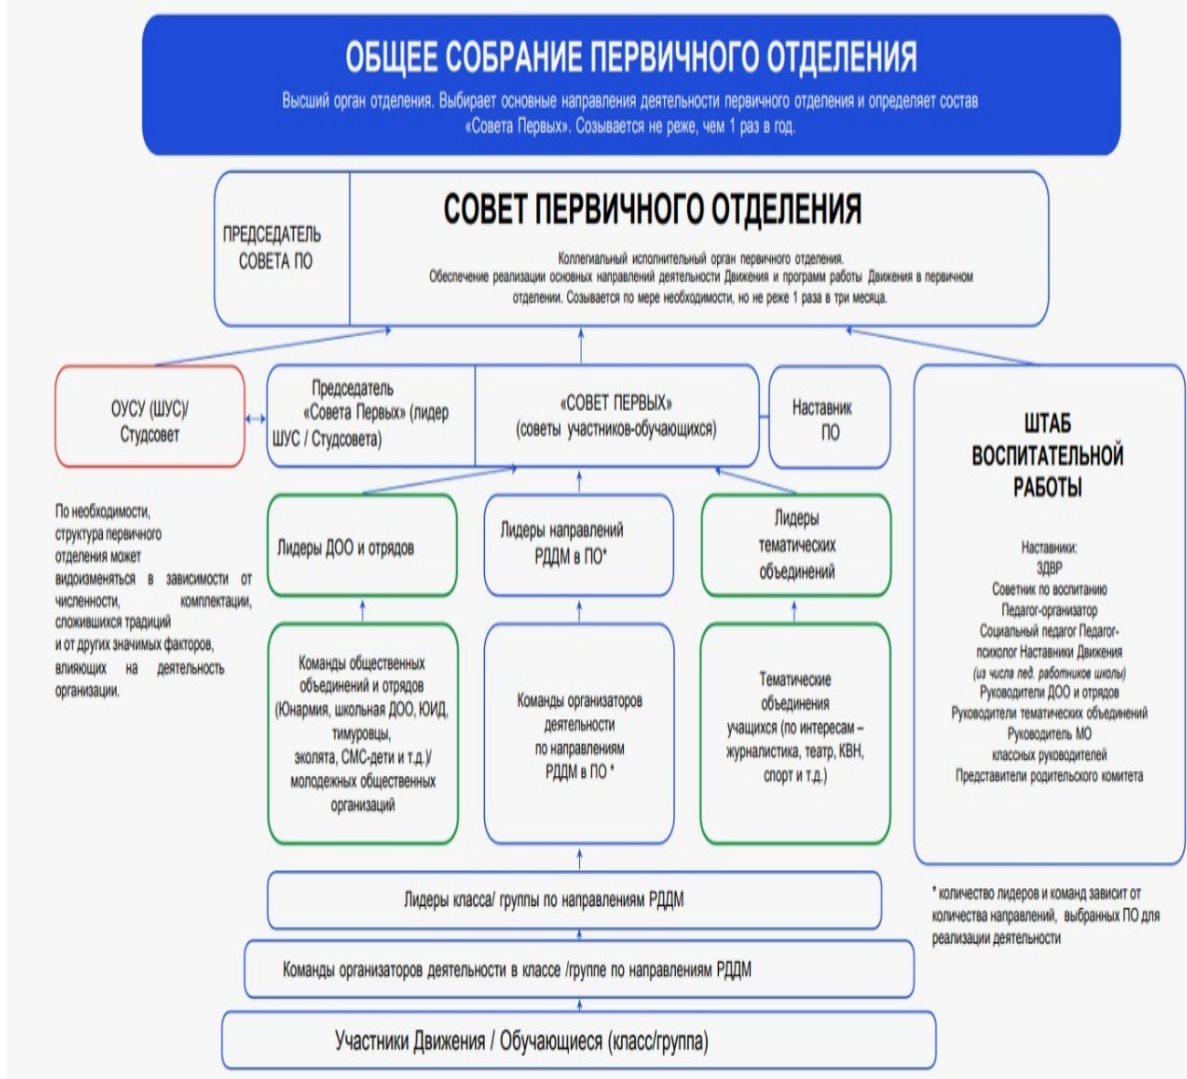 ОБЩЕЕ СОБРАНИЕ ПЕРВИЧНОГО ОТДЕЛЕНИЯ
Высший орган отделения. Выбирает основные направления деятельности первичного отделения и определяет состав
«Совета Первых». Созывается не реже, чем 1 раз в год.
ПРЕДСЕДАТЕЛЬ
СОВЕТА ПО
СОВЕТ ПЕРВИЧНОГО ОТДЕЛЕНИЯ
Коллегиальный исполнительный орган первичного отделения.
Обеспечение реализации основных направлений деятельности Движения и программ работы Движения в первичном
отделении. Созывается по мере необходимости, но не реже 1 раза в три месяца.
ОУСУ (ШУС)/
Студсовет
Председатель
«Совета Первых» (лидер
ШУС / Студсовета)
«СОВЕТ ПЕРВЫХ»
(советы участников-обучающихся)
Наставник
ПО
ШТАБ
ВОСПИТАТЕЛЬНОЙ
РАБОТЫ
Наставники:
ЗДВР
Советник по воспитанию
Педагог-организатор
Социальный педагог Педагог-
психолог Наставники Движения
(из числа пед. работников школы)
Руководители ДОО и отрядов
Руководители тематических объединений
Руководитель МО
классных руководителей
Представители родительского комитета
По необходимости,
структура первичного
отделения может
видоизменяться в зависимости от
численности, комплектации,
сложившихся традиций
и от других значимых факторов,
влияющих на деятельность
организации.
Лидеры ДОО и отрядов
Лидеры направлений
РДДМ в ПО*
Лидеры
тематических
объединений
Команды общественных
объединений и отрядов
(Юнармия, школьная ДОО, ЮИД,
тимуровцы,
эколята, СМС-дети и т.д.)/
молодежных общественных
организаций
Команды организаторов
деятельности
по направлениям
РДДМ в ПО *
Тематические
объединения
учащихся (по интересам –
журналистика, театр, КВН,
спорт и т.д.)
Лидеры класса/ группы по направлениям РДДМ
* количество лидеров и команд зависит от
количества направлений, выбранных ПО для
реализации деятельности
Команды организаторов деятельности в классе /группе по направлениям РДДМ
Участники Движения / Обучающиеся (класс/группа)